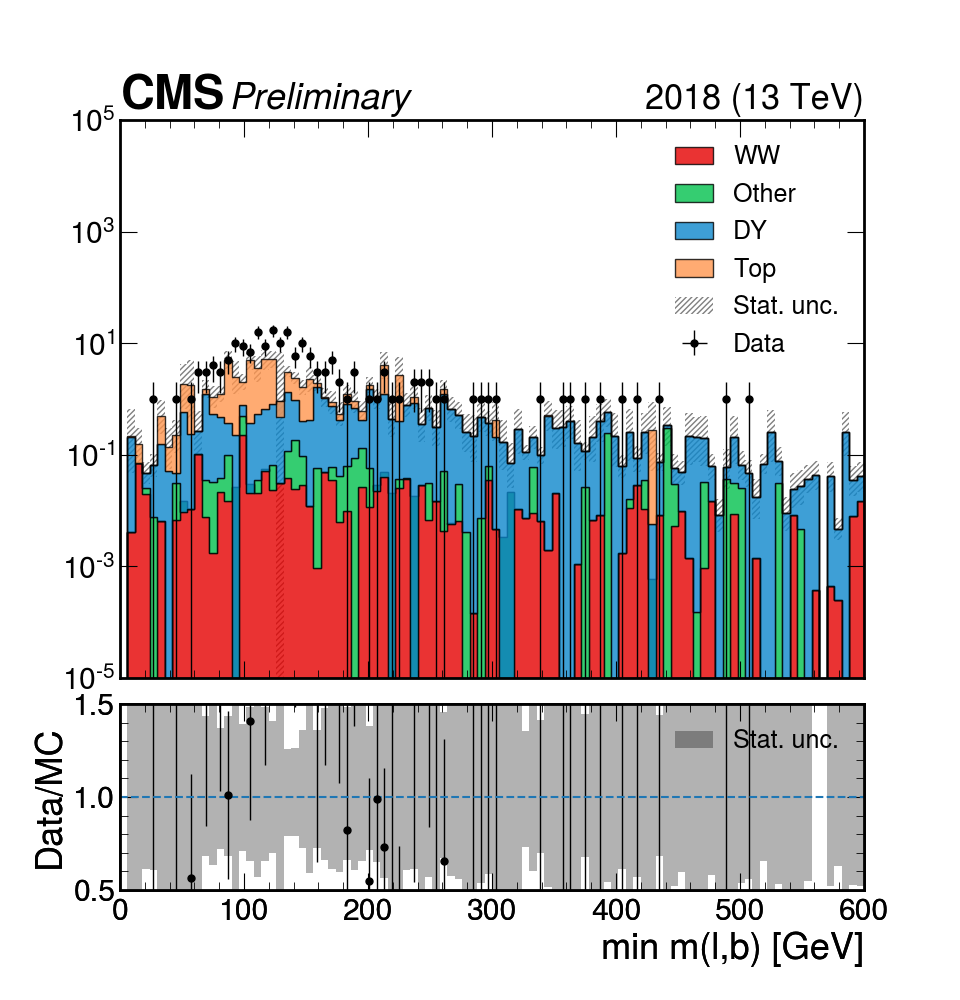 CMS Preliminary 2018 (13 TeV)
10^5
10^3
10^1
10^-1
10^-3
10^-5
WW
Other
DY
Top
Stat. unc.
Data
1.5
1.0
0.5
Data/MC
Stat. unc.
0 100 200 300 400 500 600
min m(l,b) [GeV]